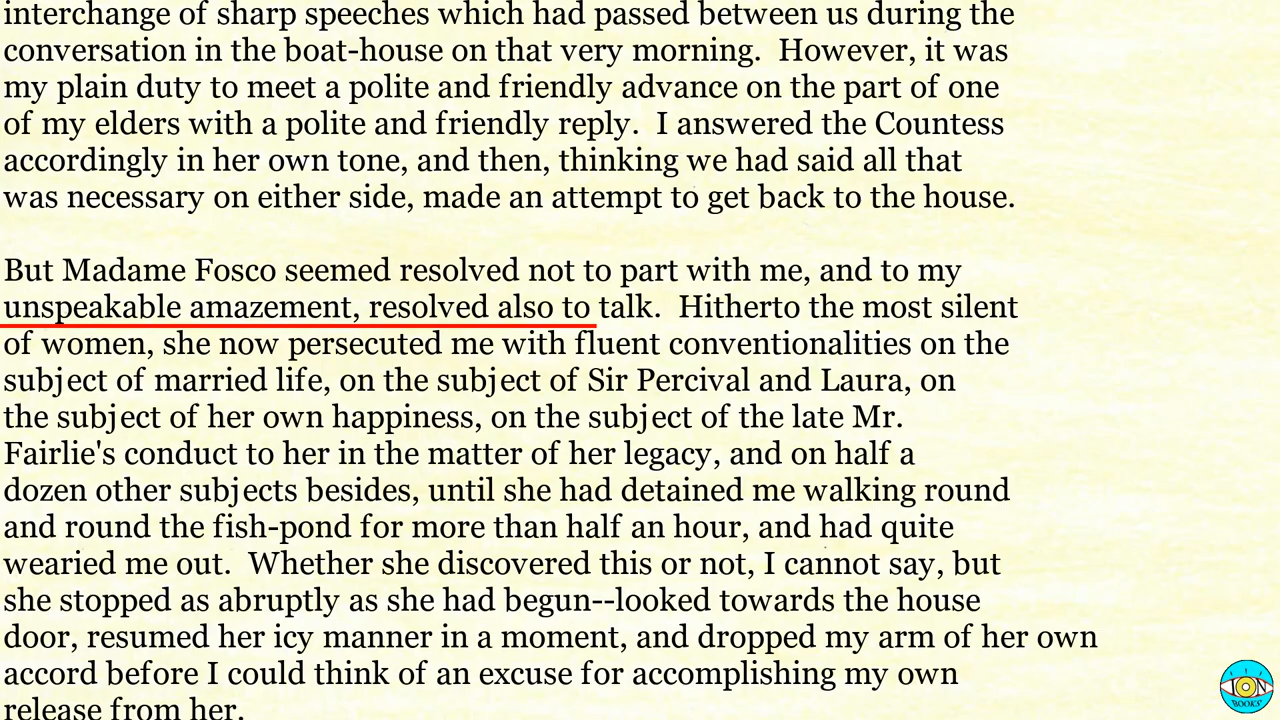 interchange of sharp speeches which had passed between us during the
conversation in the boat-house on that very morning.  However, it was
my plain duty to meet a polite and friendly advance on the part of one
of my elders with a polite and friendly reply.  I answered the Countess
accordingly in her own tone, and then, thinking we had said all that
was necessary on either side, made an attempt to get back to the house.

But Madame Fosco seemed resolved not to part with me, and to my
unspeakable amazement, resolved also to talk.  Hitherto the most silent
of women, she now persecuted me with fluent conventionalities on the
subject of married life, on the subject of Sir Percival and Laura, on
the subject of her own happiness, on the subject of the late Mr.
Fairlie's conduct to her in the matter of her legacy, and on half a
dozen other subjects besides, until she had detained me walking round
and round the fish-pond for more than half an hour, and had quite
wearied me out.  Whether she discovered this or not, I cannot say, but
she stopped as abruptly as she had begun--looked towards the house
door, resumed her icy manner in a moment, and dropped my arm of her own
accord before I could think of an excuse for accomplishing my own
release from her.
ION
BOOKS